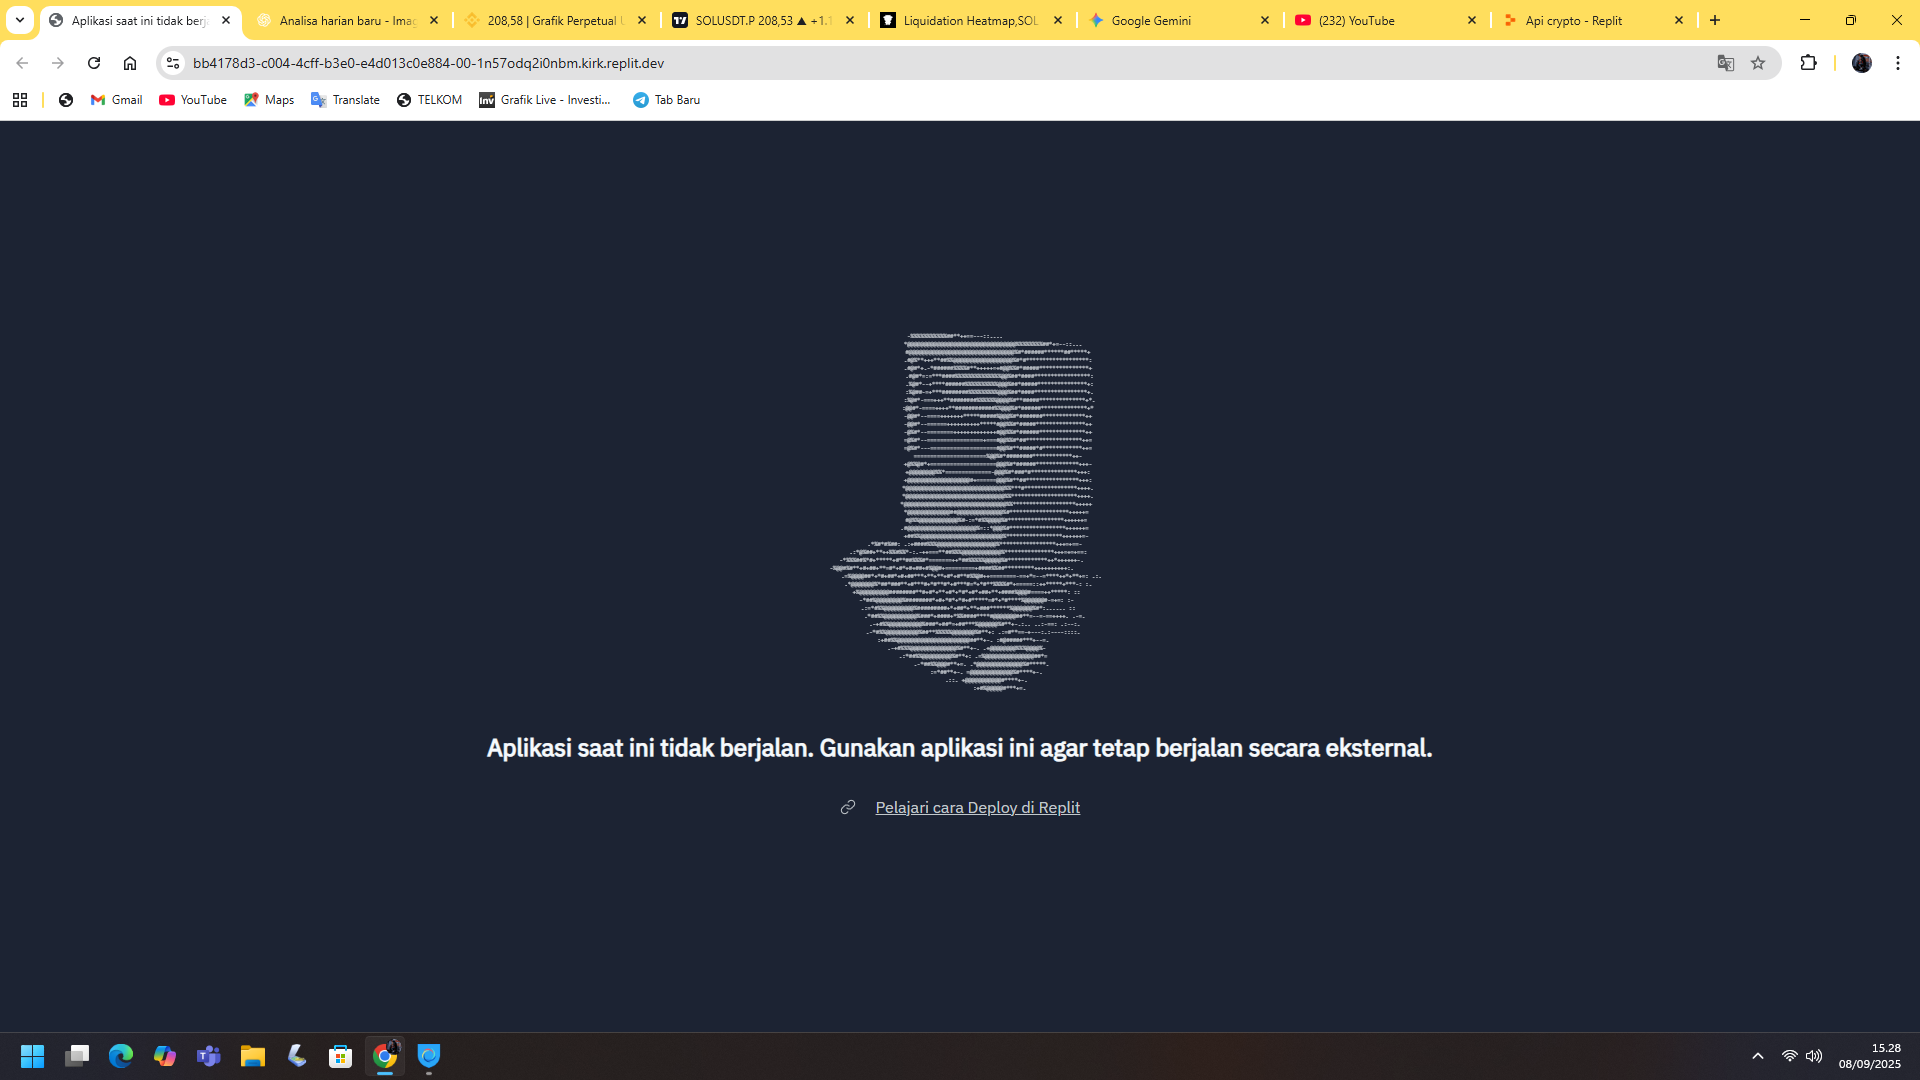 Aplikasi saat ini tidak berj
Analisa harian baru - Imag
208,58 | Grafik Perpetual U
SOLUSDT.P 208,53 ▲ +1.1
Liquidation Heatmap,SOL
Google Gemini
(232) YouTube
Api crypto - Replit
bb4178d3-c004-4cff-b3e0-e4d013c0e884-00-1n57odq2i0nbm.kirk.replit.dev
Gmail
YouTube
Maps
Translate
TELKOM
Grafik Live - Investi...
Tab Baru
Aplikasi saat ini tidak berjalan. Gunakan aplikasi ini agar tetap berjalan secara eksternal.
Pelajari cara Deploy di Replit
15.28
08/09/2025